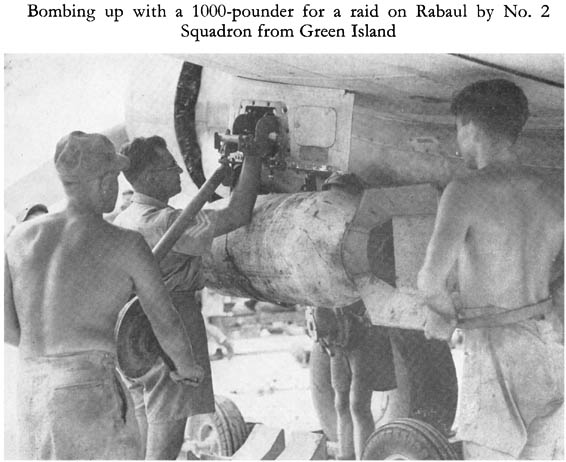 Bombing up with a 1000-pounder for a raid on Rabaul by No. 2
Squadron from Green Island